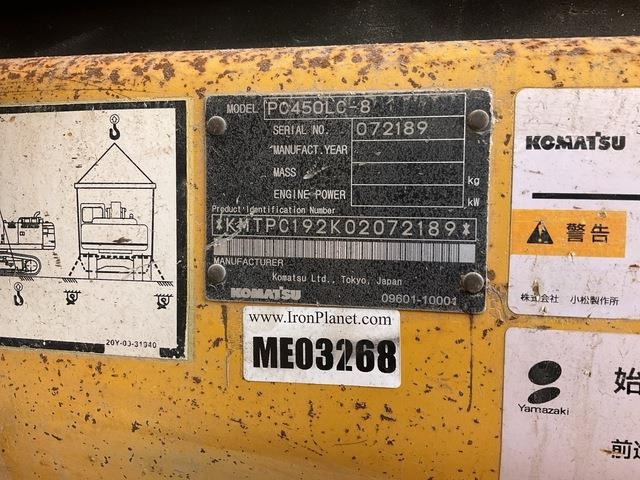 MODEL PC450LC-8
SERIAL NO. 072189
MANUFACT.YEAR
MASS kg
ENGINE POWER kW
Product Identification Number
*KMTPC192K02072189*
MANUFACTURER
Komatsu Ltd., Tokyo, Japan
KOMATSU 09601-10001
www.IronPlanet.com
ME03268
20Y-00-31940
KOMATSU
警告
株式会社 小松製作所
Yamazaki
始
前進